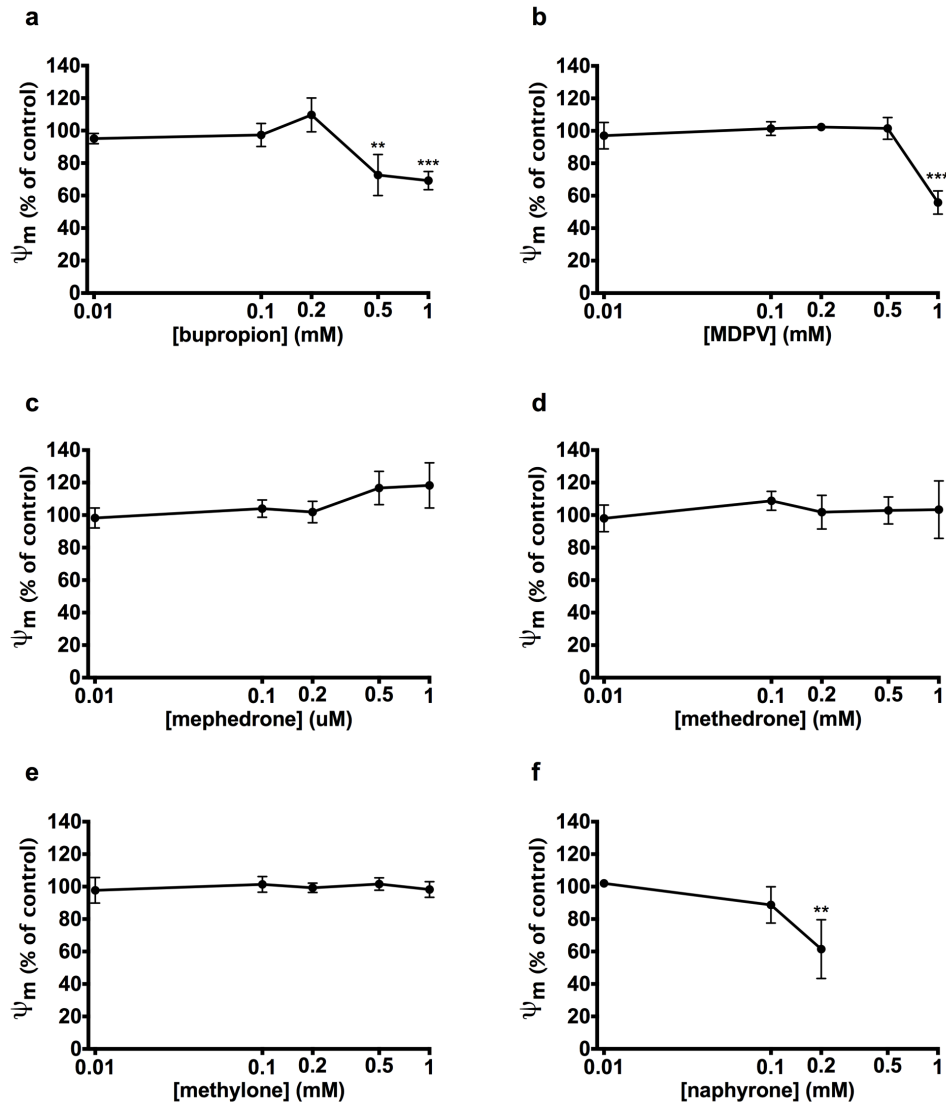 a
ψm (% of control)
140
120
100
80
60
40
20
0
**
***
0.01 0.1 0.2 0.5 1
[bupropion] (mM)
b
ψm (% of control)
140
120
100
80
60
40
20
0
***
0.01 0.1 0.2 0.5 1
[MDPV] (mM)
c
ψm (% of control)
140
120
100
80
60
40
20
0
0.01 0.1 0.2 0.5 1
[mephedrone] (uM)
d
ψm (% of control)
140
120
100
80
60
40
20
0
0.01 0.1 0.2 0.5 1
[methedrone] (mM)
e
ψm (% of control)
140
120
100
80
60
40
20
0
0.01 0.1 0.2 0.5 1
[methylone] (mM)
f
ψm (% of control)
140
120
100
80
60
40
20
0
**
0.01 0.1 0.2 0.5 1
[naphyrone] (mM)